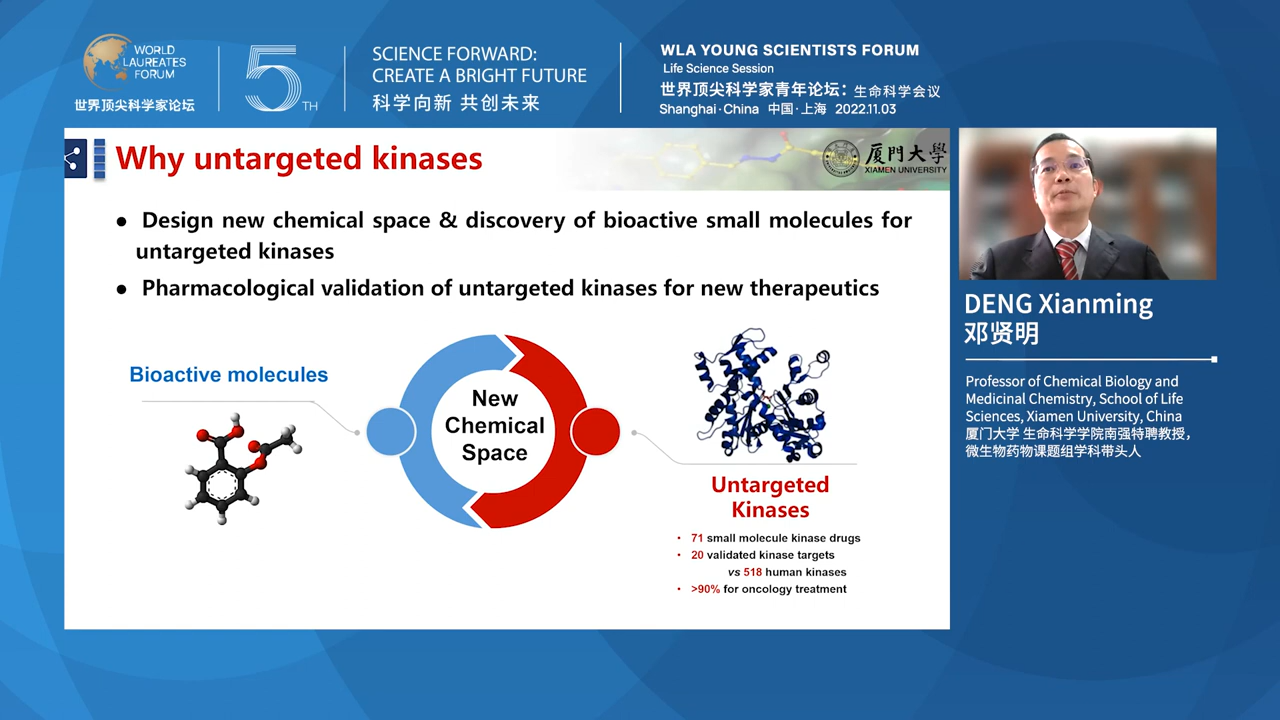 WORLD
LAUREATES
FORUM
世界顶尖科学家论坛
5TH
SCIENCE FORWARD:
CREATE A BRIGHT FUTURE
科学向新 共创未来
WLA YOUNG SCIENTISTS FORUM
Life Science Session
世界顶尖科学家青年论坛：生命科学会议
Shanghai·China 中国·上海 2022.11.03
Why untargeted kinases
厦門大學
XIAMEN UNIVERSITY
● Design new chemical space & discovery of bioactive small molecules for
untargeted kinases
● Pharmacological validation of untargeted kinases for new therapeutics
Bioactive molecules
New
Chemical
Space
Untargeted
Kinases
• 71 small molecule kinase drugs
• 20 validated kinase targets
vs 518 human kinases
• >90% for oncology treatment
DENG Xianming
邓贤明
Professor of Chemical Biology and
Medicinal Chemistry, School of Life
Sciences, Xiamen University, China
厦门大学 生命科学学院南强特聘教授，
微生物药物课题组学科带头人